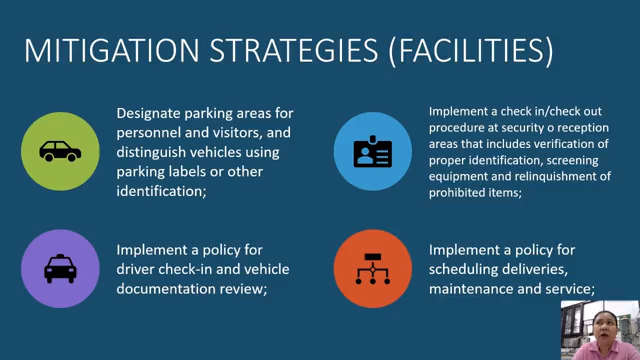 MITIGATION STRATEGIES (FACILITIES)
Designate parking areas for
personnel and visitors, and
distinguish vehicles using
parking labels or other
identification;
Implement a check in/check out
procedure at security o reception
areas that includes verification of
proper identification, screening
equipment and relinquishment of
prohibited items;
Implement a policy for
driver check-in and vehicle
documentation review;
Implement a policy for
scheduling deliveries,
maintenance and service;